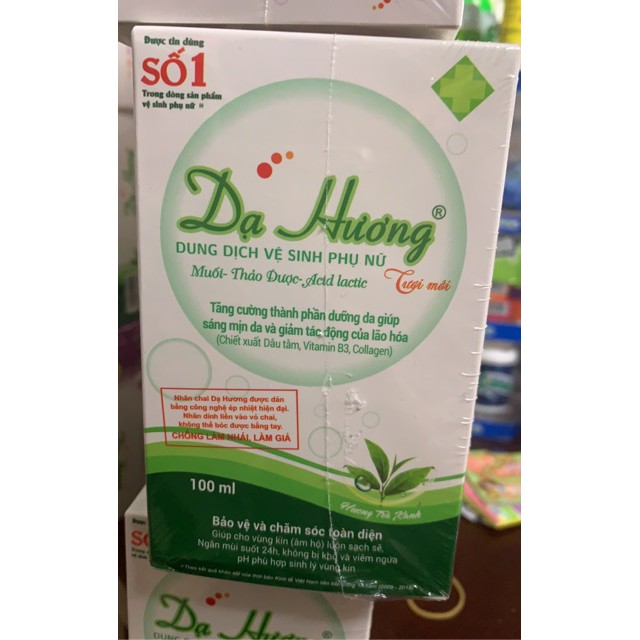 Được tin dùng
SỐ 1
Trong dòng sản phẩm
vệ sinh phụ nữ
Dạ Hương®
DUNG DỊCH VỆ SINH PHỤ NỮ
Muối - Thảo Dược - Acid lactic
Tươi mới
Tăng cường thành phần dưỡng da giúp
sáng mịn da và giảm tác động của lão hóa
(Chiết xuất Dâu tằm, Vitamin B3, Collagen)
Nhãn chai Dạ Hương được dán
bằng công nghệ ép nhiệt hiện đại.
Nhãn dính liền vào vỏ chai,
không thể bóc được bằng tay.
CHỐNG LÀM NHÁI, LÀM GIẢ
100 ml
Hương Trà Xanh
Bảo vệ và chăm sóc toàn diện
Giúp cho vùng kín (âm hộ) luôn sạch sẽ,
Ngăn mùi suốt 24h, không bị khô và viêm ngứa
pH phù hợp sinh lý vùng kín
Được tin dùng
SỐ
Dạ Hương